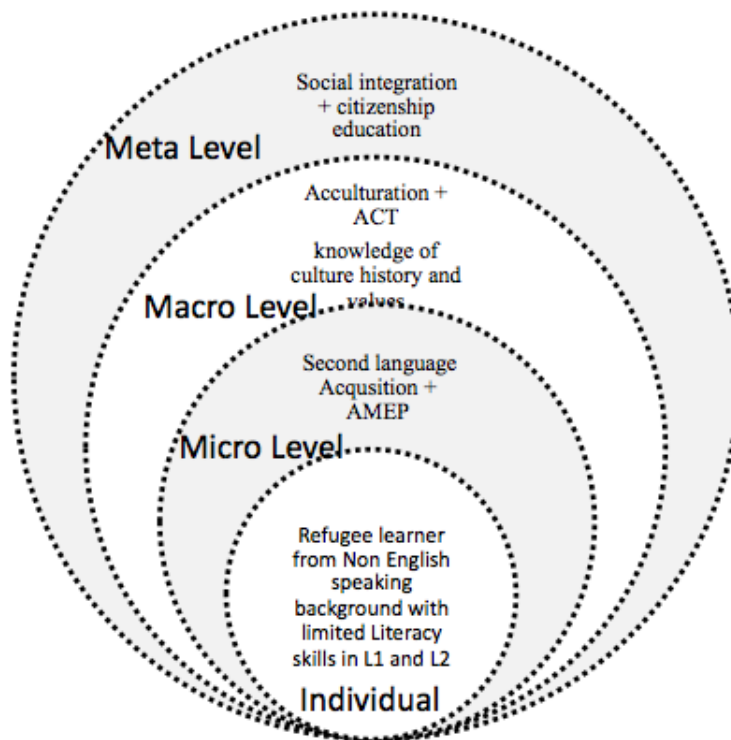 Social integration
+ citizenship
education
Meta Level
Acculturation +
ACT
knowledge of
culture history and
values
Macro Level
Second language
Acqusition +
AMEP
Micro Level
Refugee learner
from Non English
speaking
background with
limited Literacy
skills in L1 and L2
Individual